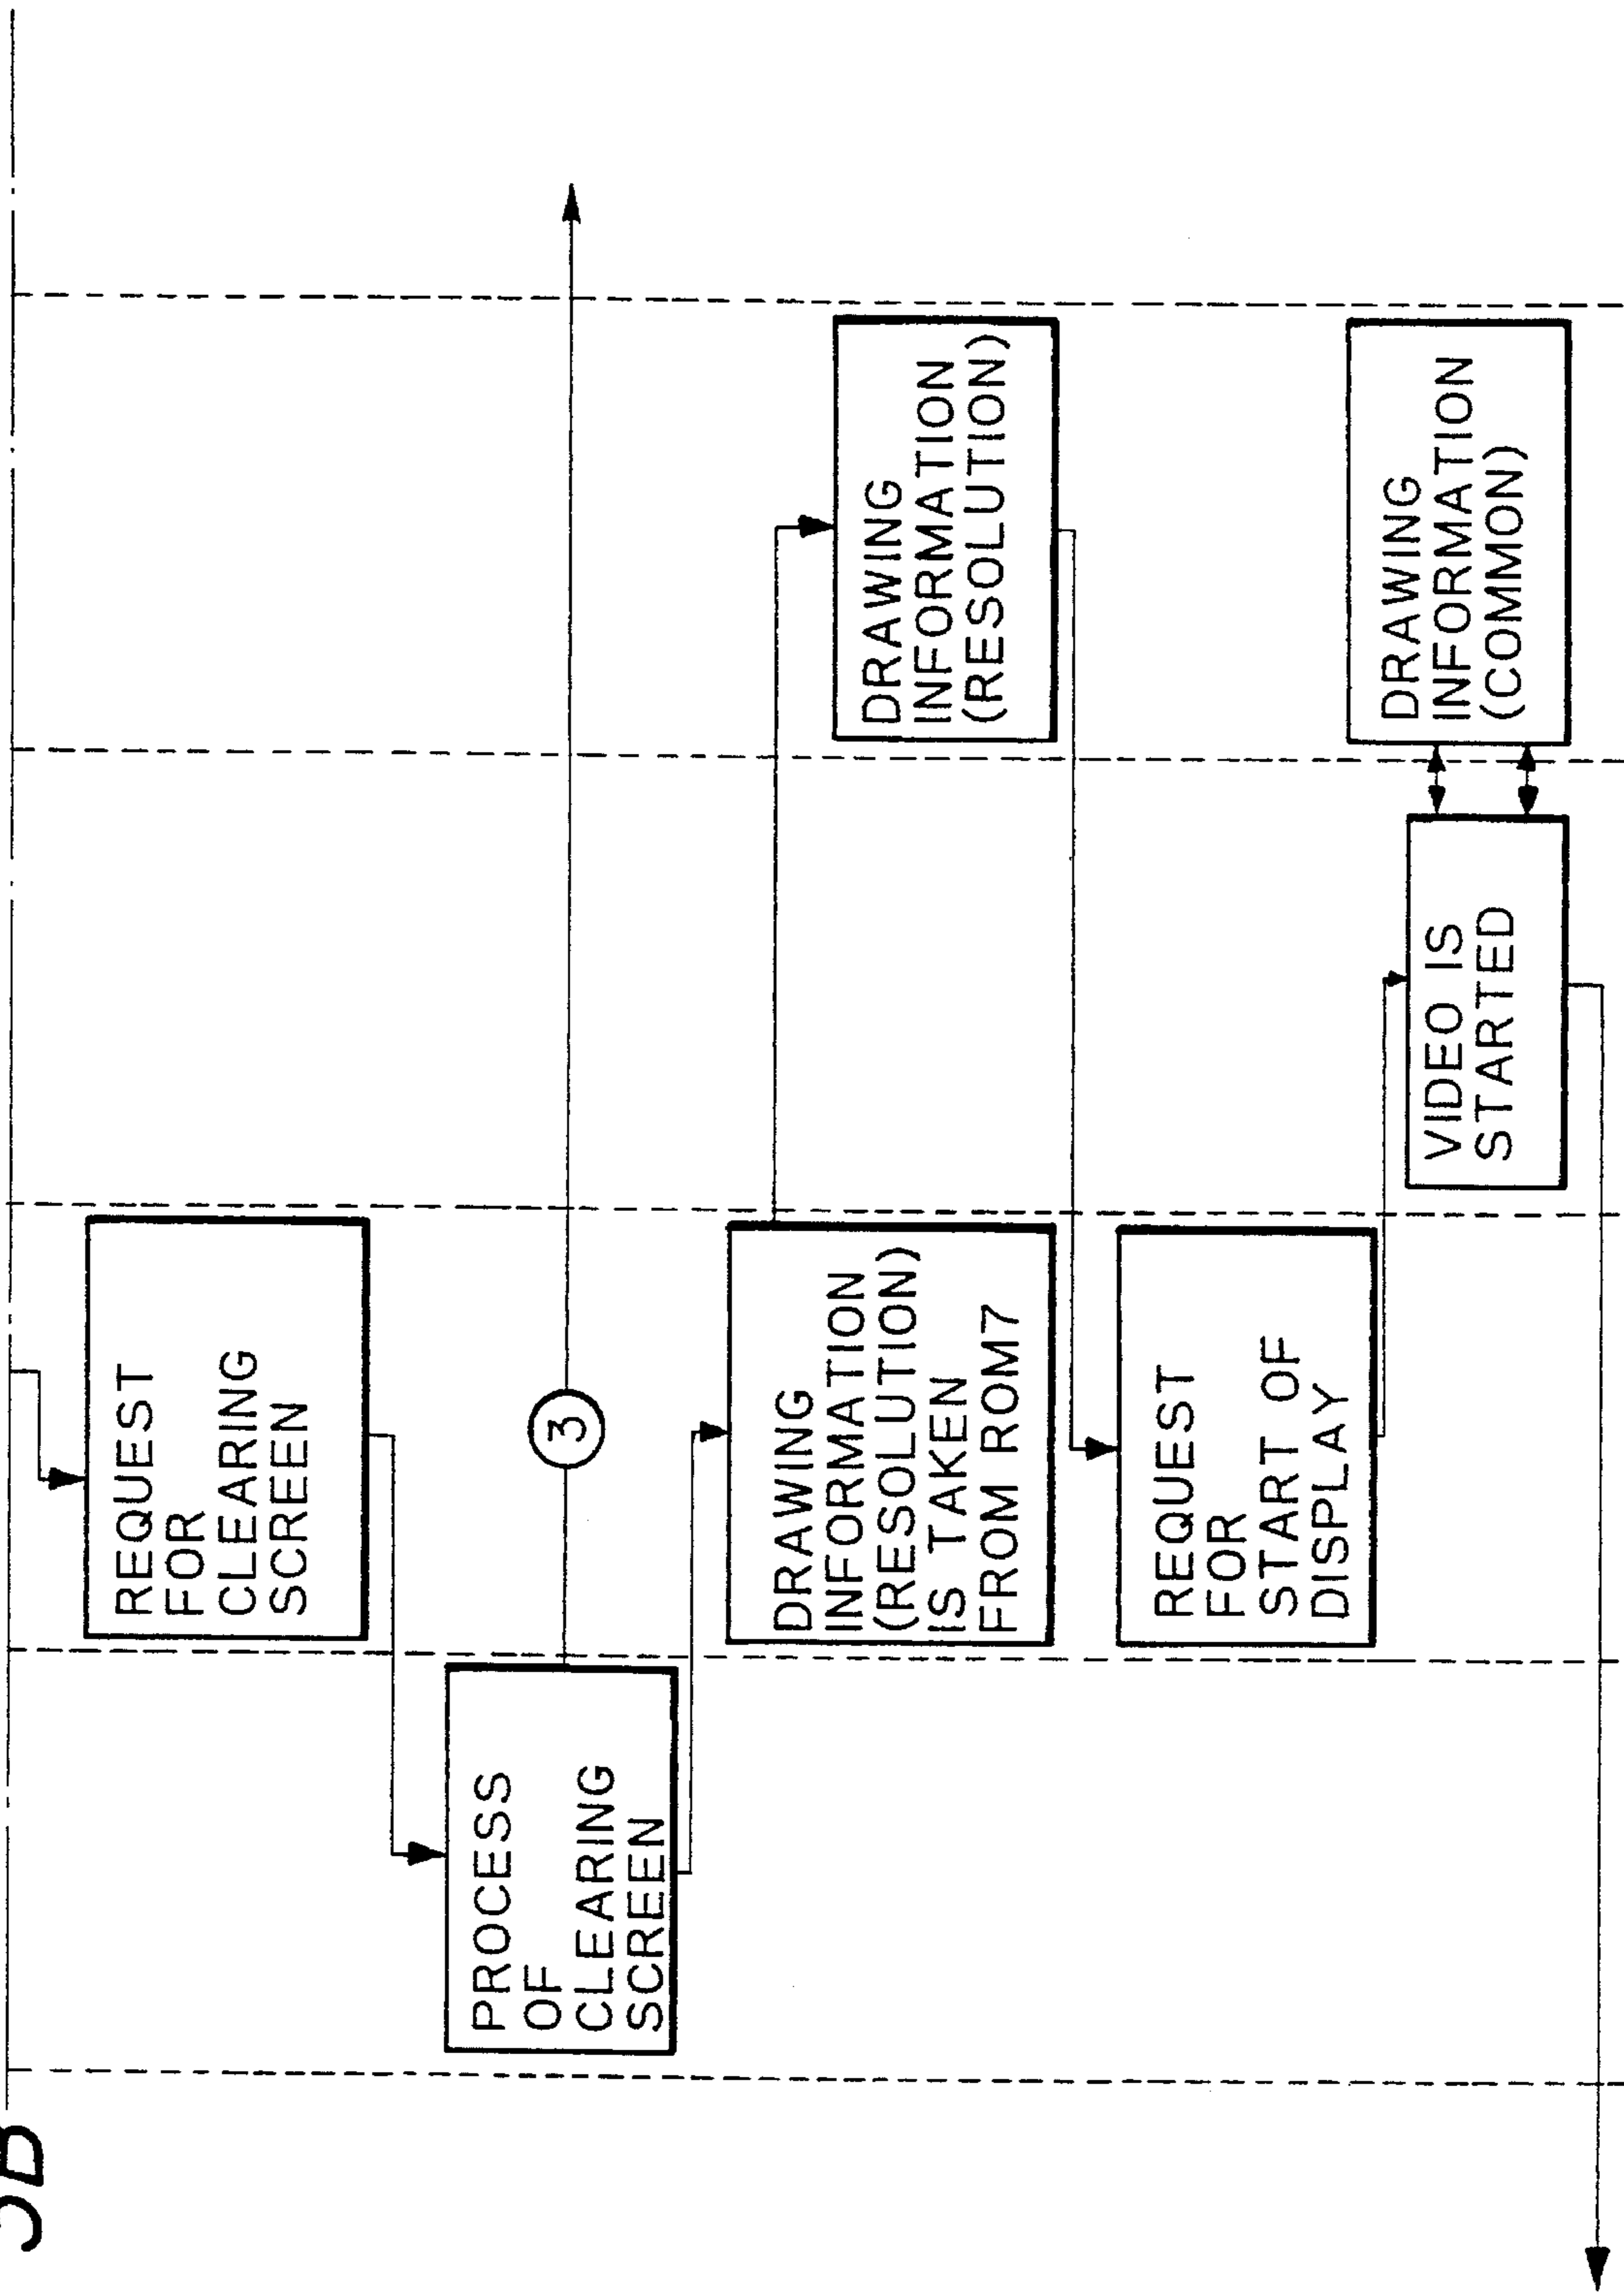 REQUEST
FOR
CLEARING
SCREEN
PROCESS
OF
CLEARING
SCREEN
3
DRAWING
INFORMATION
(RESOLUTION)
IS TAKEN
FROM ROM7
DRAWING
INFORMATION
(RESOLUTION)
REQUEST
FOR
START OF
DISPLAY
VIDEO IS
STARTED
DRAWING
INFORMATION
(COMMON)